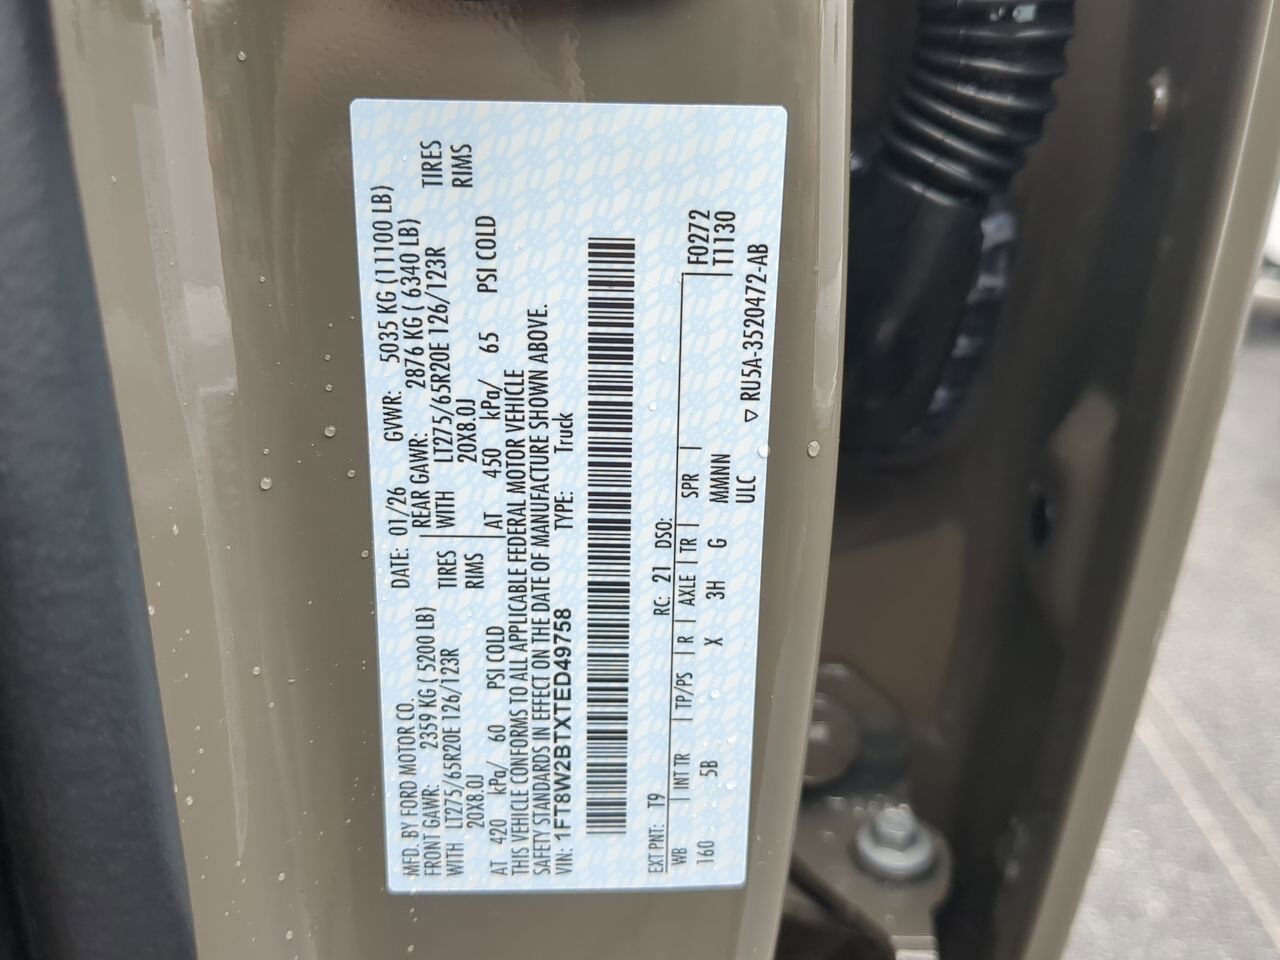 MFD. BY FORD MOTOR CO. DATE: 01/26 GVWR: 5035 KG (11100 LB)
FRONT GAWR: 2359 KG ( 5200 LB) REAR GAWR: 2876 KG ( 6340 LB)
WITH LT275/65R20E 126/123R TIRES WITH LT275/65R20E 126/123R TIRES
20X8.0J RIMS 20X8.0J RIMS
AT 420 kPa/ 60 PSI COLD AT 450 kPa/ 65 PSI COLD
THIS VEHICLE CONFORMS TO ALL APPLICABLE FEDERAL MOTOR VEHICLE
SAFETY STANDARDS IN EFFECT ON THE DATE OF MANUFACTURE SHOWN ABOVE.
VIN: 1FT8W2BTXTED49758 TYPE: Truck
EXT PNT: T9 RC: 21 DSO: F0272
WB INT TR TP/PS R AXLE TR SPR T1130
160 5B X 3H G MMNN
ULC ▽ RU5A-3520472-AB